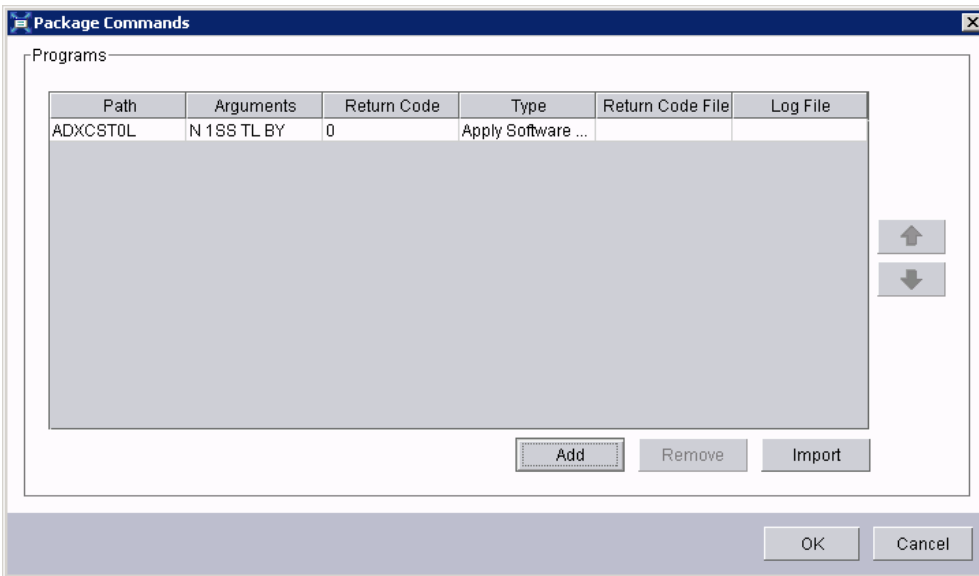 Package Commands
Programs
Path Arguments Return Code Type Return Code File Log File
ADXCST0L N 1SS TL BY 0 Apply Software ...
Add Remove Import
OK Cancel